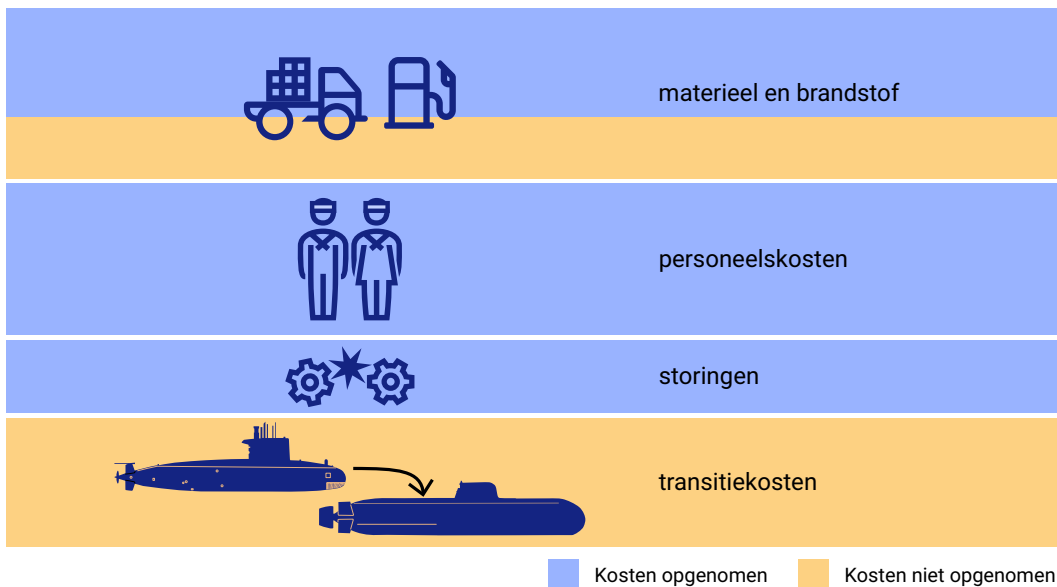 materieel en brandstof
personeelskosten
storingen
transitiekosten
Kosten opgenomen
Kosten niet opgenomen